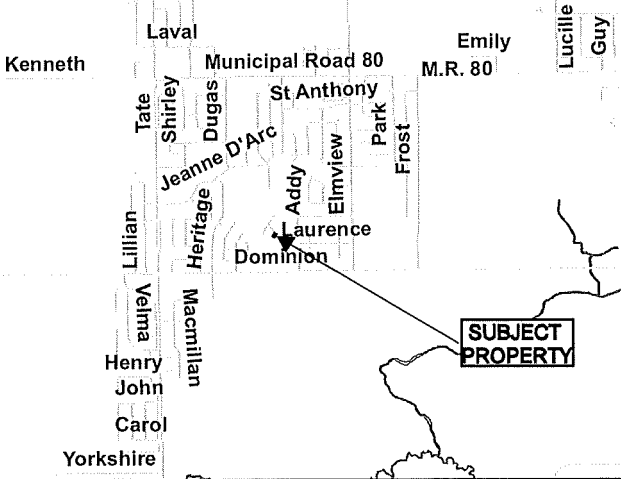 Laval
Kenneth
Municipal Road 80
Emily
Lucille
Guy
M.R. 80
St Anthony
Tate
Shirley
Dugas
Park
Frost
Jeanne D'Arc
Addy
Elmview
Lillian
Heritage
Laurence
Dominion
Velma
Macmillan
SUBJECT
PROPERTY
Henry
John
Carol
Yorkshire